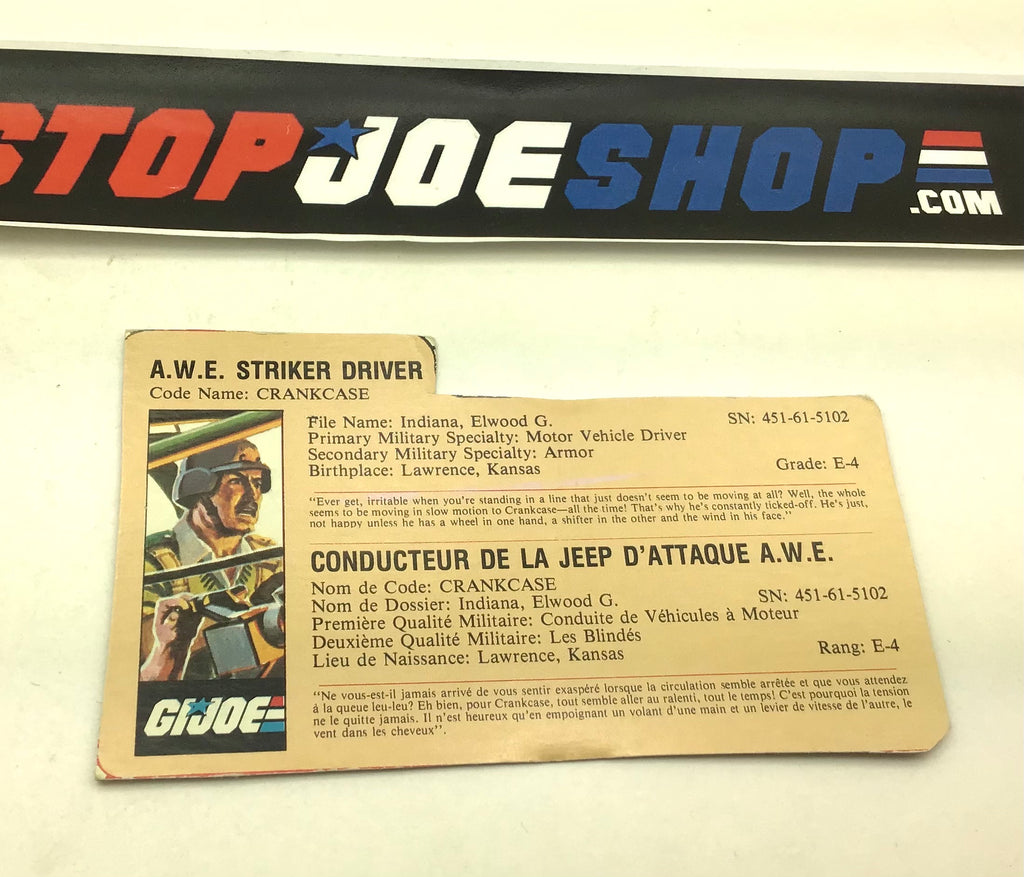 STOPJOESHOP
.COM
A.W.E. STRIKER DRIVER
Code Name: CRANKCASE
File Name: Indiana, Elwood G. SN: 451-61-5102
Primary Military Specialty: Motor Vehicle Driver
Secondary Military Specialty: Armor
Birthplace: Lawrence, Kansas Grade: E-4
"Ever get, irritable when you're standing in a line that just doesn't seem to be moving at all? Well, the whole
seems to be moving in slow motion to Crankcase—all the time! That's why he's constantly ticked-off. He's just,
not happy unless he has a wheel in one hand, a shifter in the other and the wind in his face."
CONDUCTEUR DE LA JEEP D'ATTAQUE A.W.E.
Nom de Code: CRANKCASE
Nom de Dossier: Indiana, Elwood G. SN: 451-61-5102
Première Qualité Militaire: Conduite de Véhicules à Moteur
Deuxième Qualité Militaire: Les Blindés
Lieu de Naissance: Lawrence, Kansas Rang: E-4
"Ne vous-est-il jamais arrivé de vous sentir exaspéré lorsque la circulation semble arrêtée et que vous attendez
à la queue leu-leu? Eh bien, pour Crankcase, tout semble aller au ralenti, tout le temps! C'est pourquoi la tension
ne le quitte jamais. Il n'est heureux qu'en empoignant un volant d'une main et un levier de vitesse de l'autre, le
vent dans les cheveux".
GI JOE